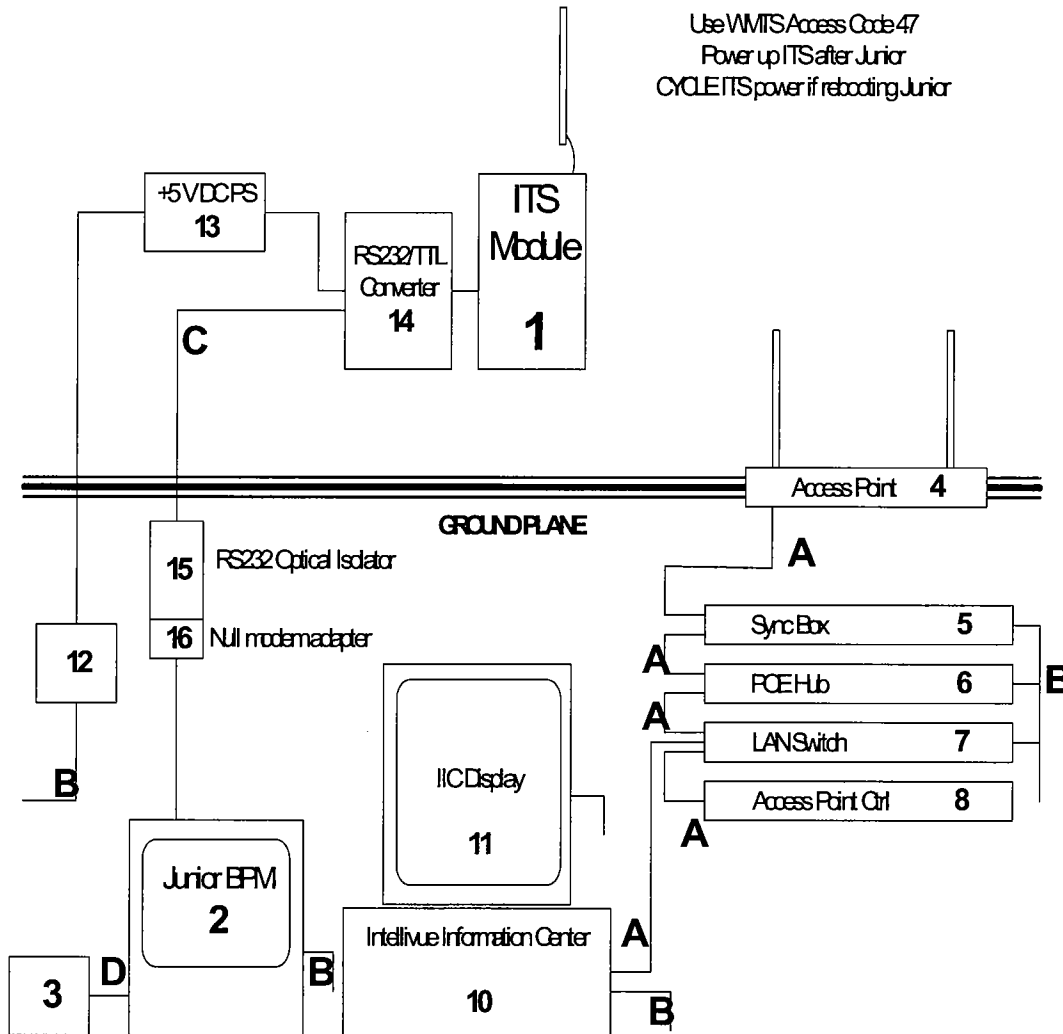 Use WMTS Access Code 47
Power up ITS after Junior
CYCLE ITS power if rebooting Junior
+5 VDC PS
13
RS232/TTL
Converter
14
ITS
Module
1
C
Access Point 4
GROUND PLANE
A
15
RS232 Optical Isolator
16
Null modem adapter
12
B
Sync Box 5
A
POE Hub 6
B
A
LAN Switch 7
Access Point Ctrl 8
A
IIC Display
11
Junior BPM
2
B
D
3
Intellivue Information Center
10
A
B